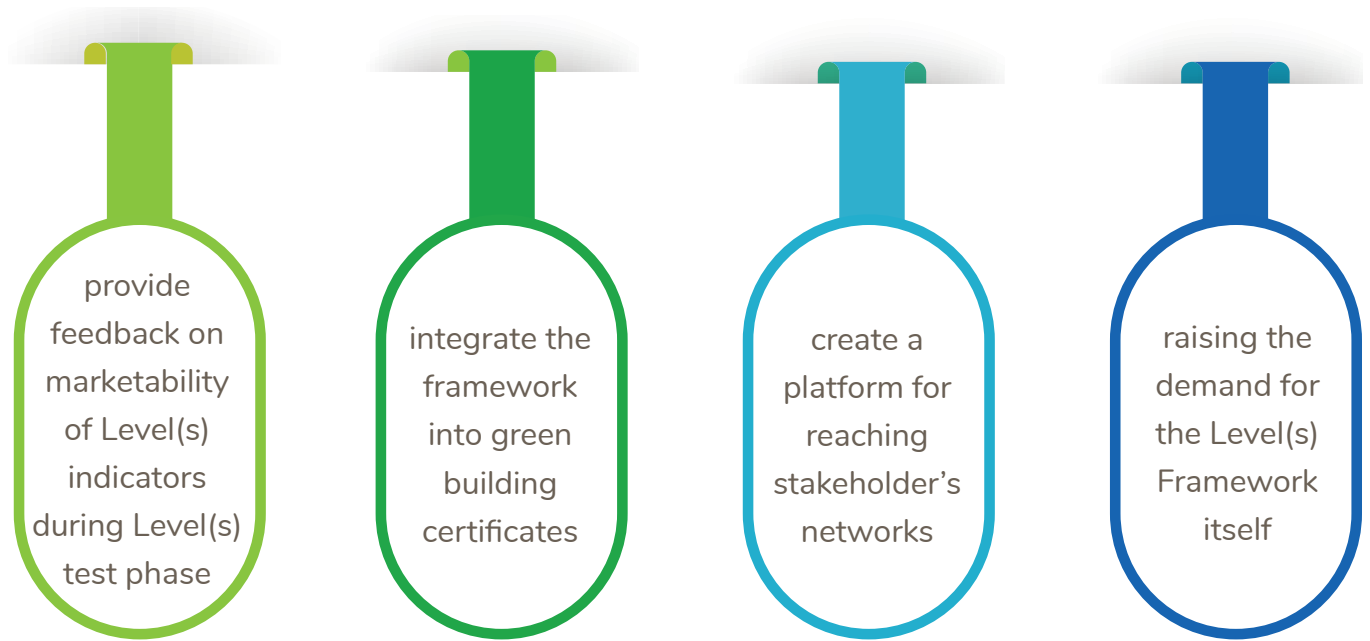 provide
feedback on
marketability
of Level(s)
indicators
during Level(s)
test phase
integrate the
framework
into green
building
certificates
create a
platform for
reaching
stakeholder’s
networks
raising the
demand for
the Level(s)
Framework
itself